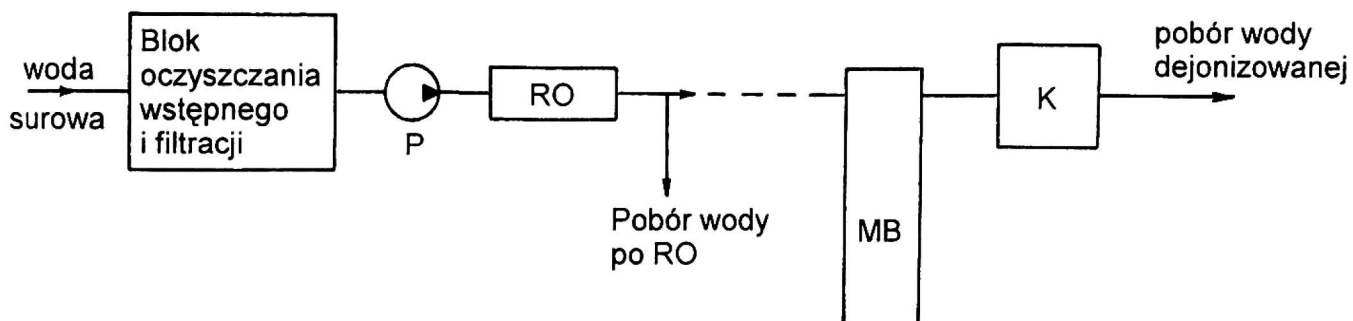 woda
surowa
Blok
oczyszczania
wstępnego
i filtracji
P
RO
Pobór wody
po RO
MB
K
pobór wody
dejonizowanej